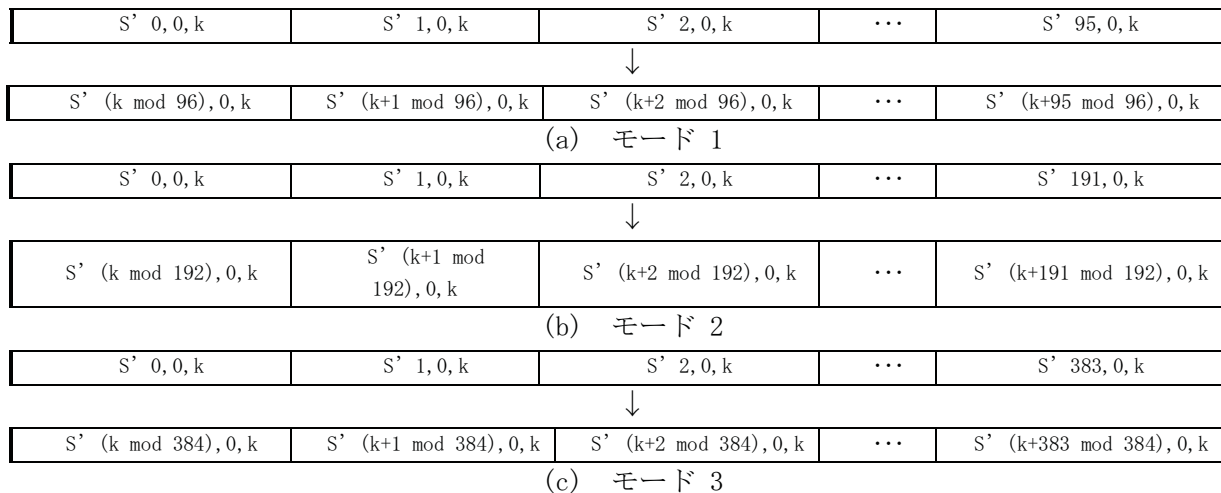 S’ 0,0,k S’ 1,0,k S’ 2,0,k ··· S’ 95,0,k
↓
S’ (k mod 96),0,k S’ (k+1 mod 96),0,k S’ (k+2 mod 96),0,k ··· S’ (k+95 mod 96),0,k
(a) モード 1
S’ 0,0,k S’ 1,0,k S’ 2,0,k ··· S’ 191,0,k
↓
S’ (k mod 192),0,k S’ (k+1 mod 192),0,k S’ (k+2 mod 192),0,k ··· S’ (k+191 mod 192),0,k
(b) モード 2
S’ 0,0,k S’ 1,0,k S’ 2,0,k ··· S’ 383,0,k
↓
S’ (k mod 384),0,k S’ (k+1 mod 384),0,k S’ (k+2 mod 384),0,k ··· S’ (k+383 mod 384),0,k
(c) モード 3